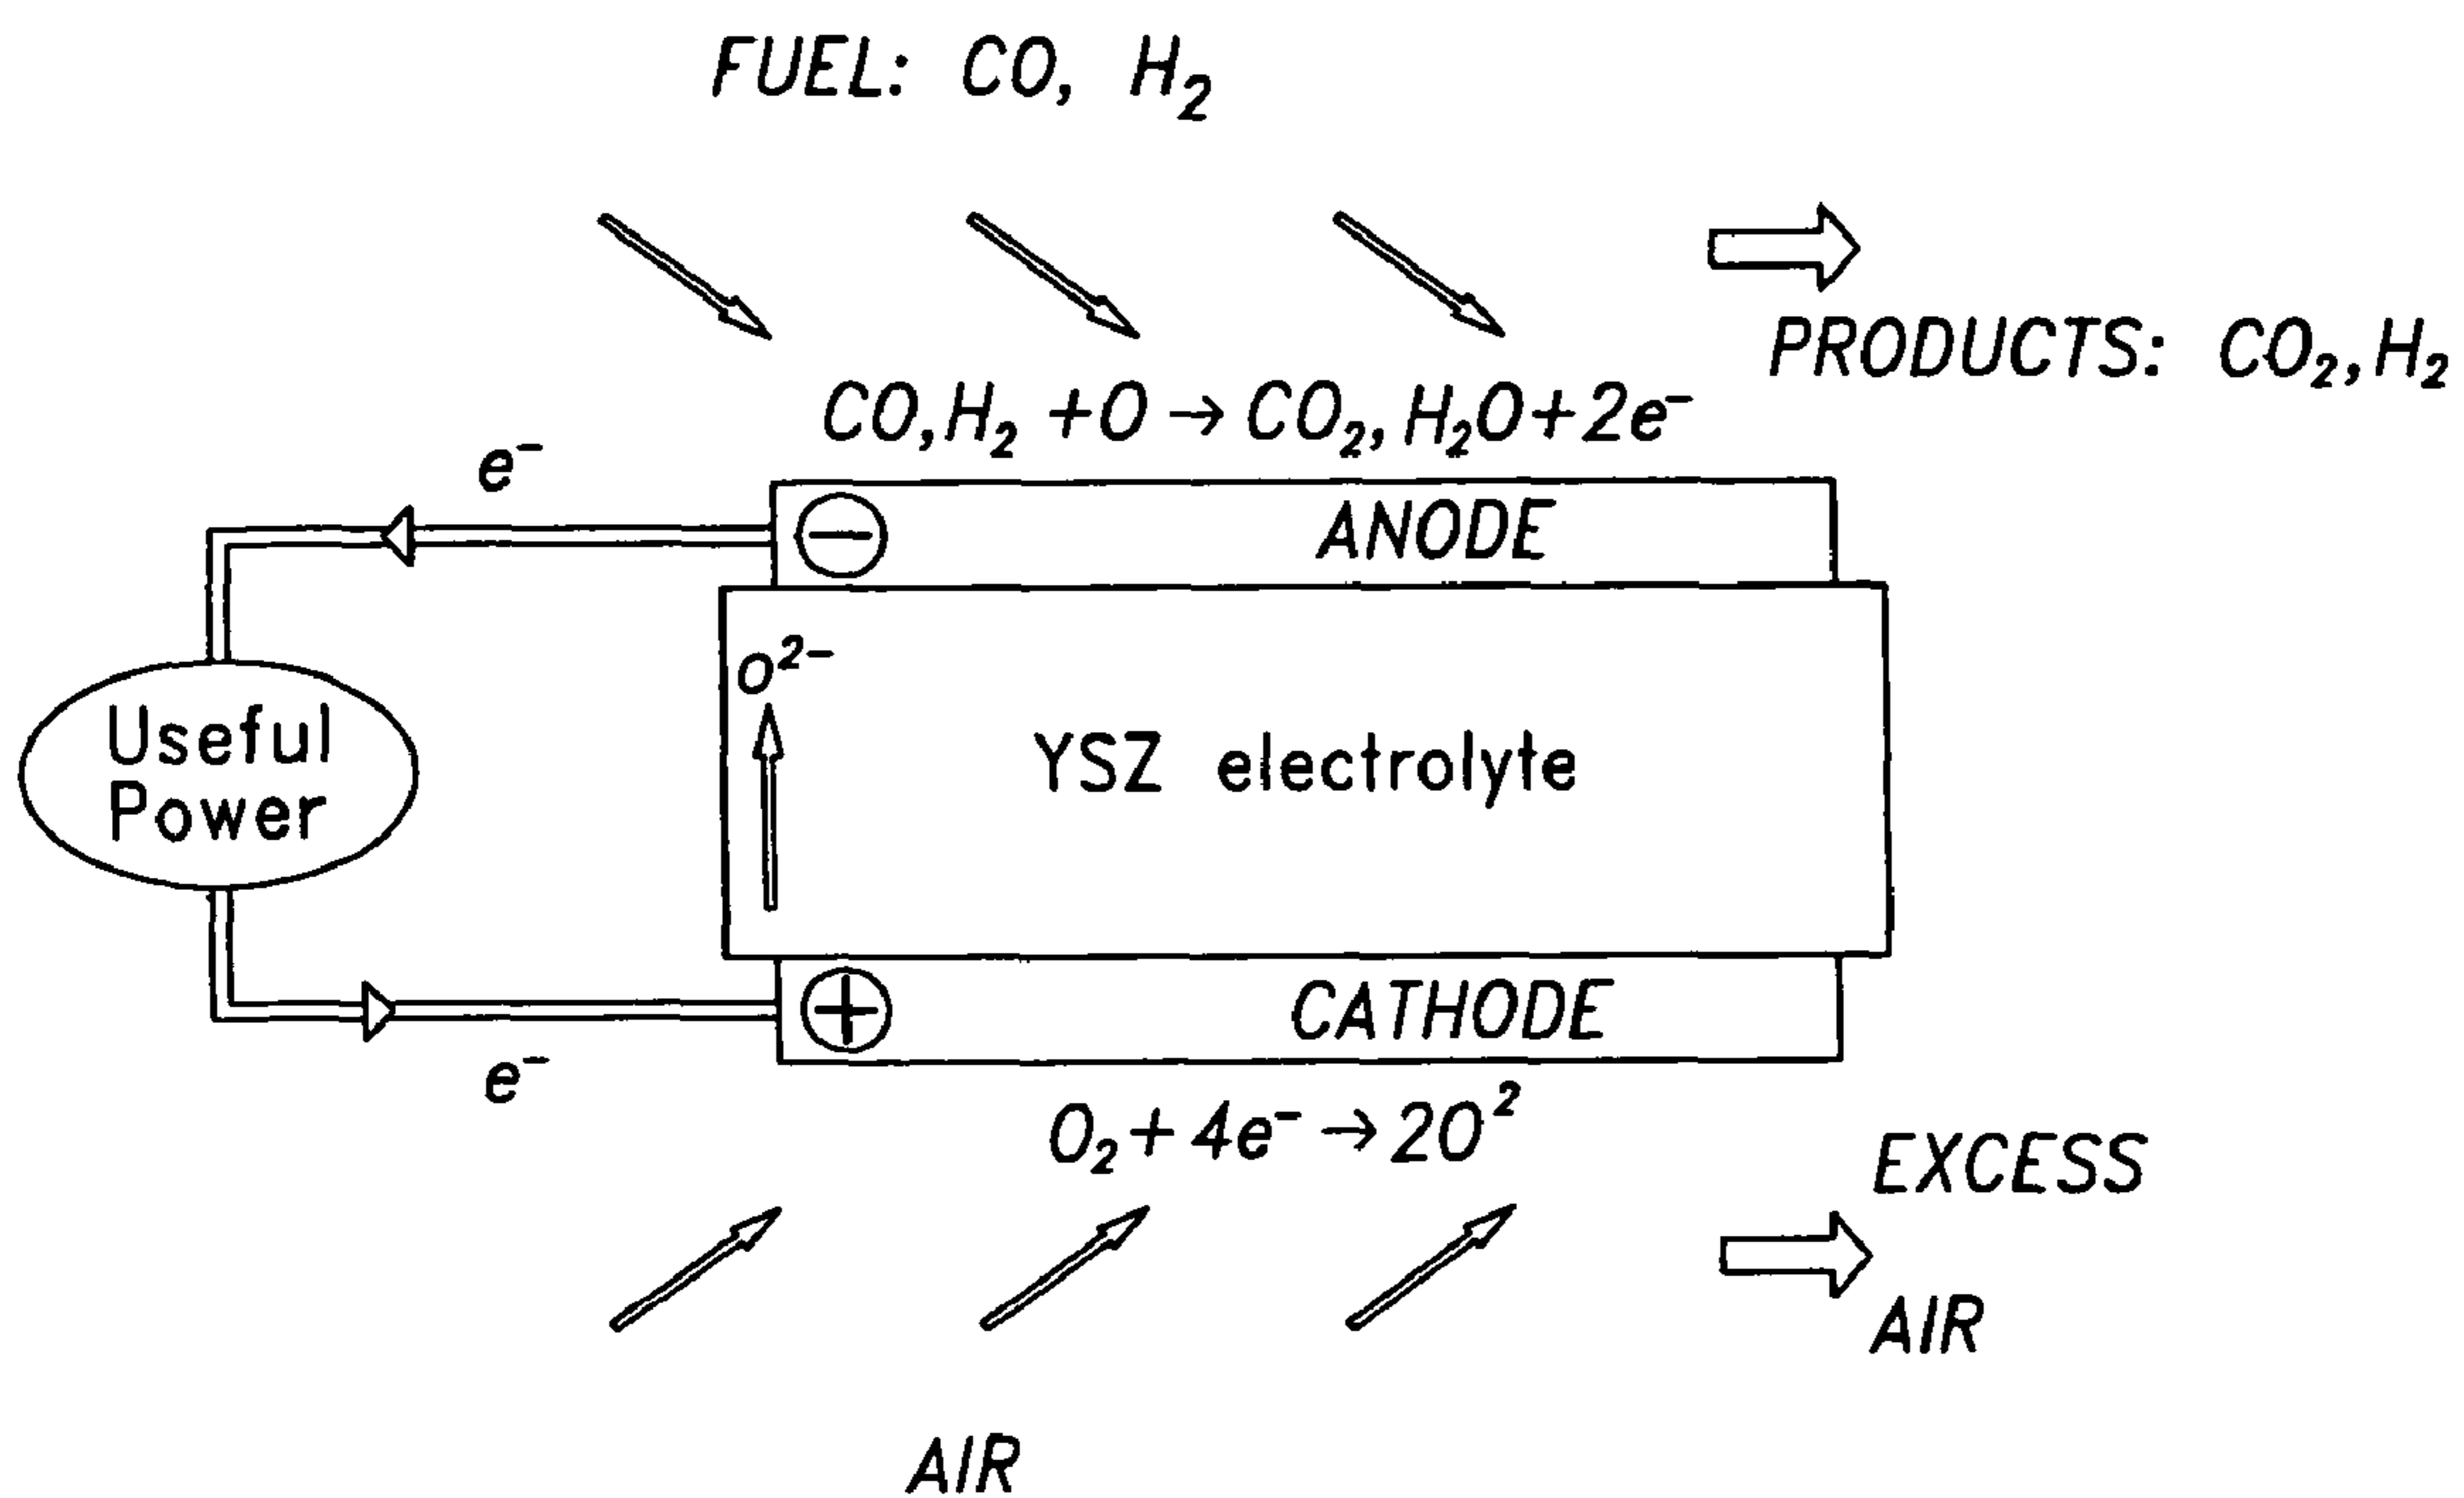 FUEL: CO, H₂
PRODUCTS: CO₂, H₂
CO, H₂ + O → CO₂, H₂O + 2e⁻
e⁻
− ANODE
O²⁻
Useful
Power
YSZ electrolyte
+ CATHODE
e⁻
O₂ + 4e⁻ → 2O²
EXCESS
AIR
AIR